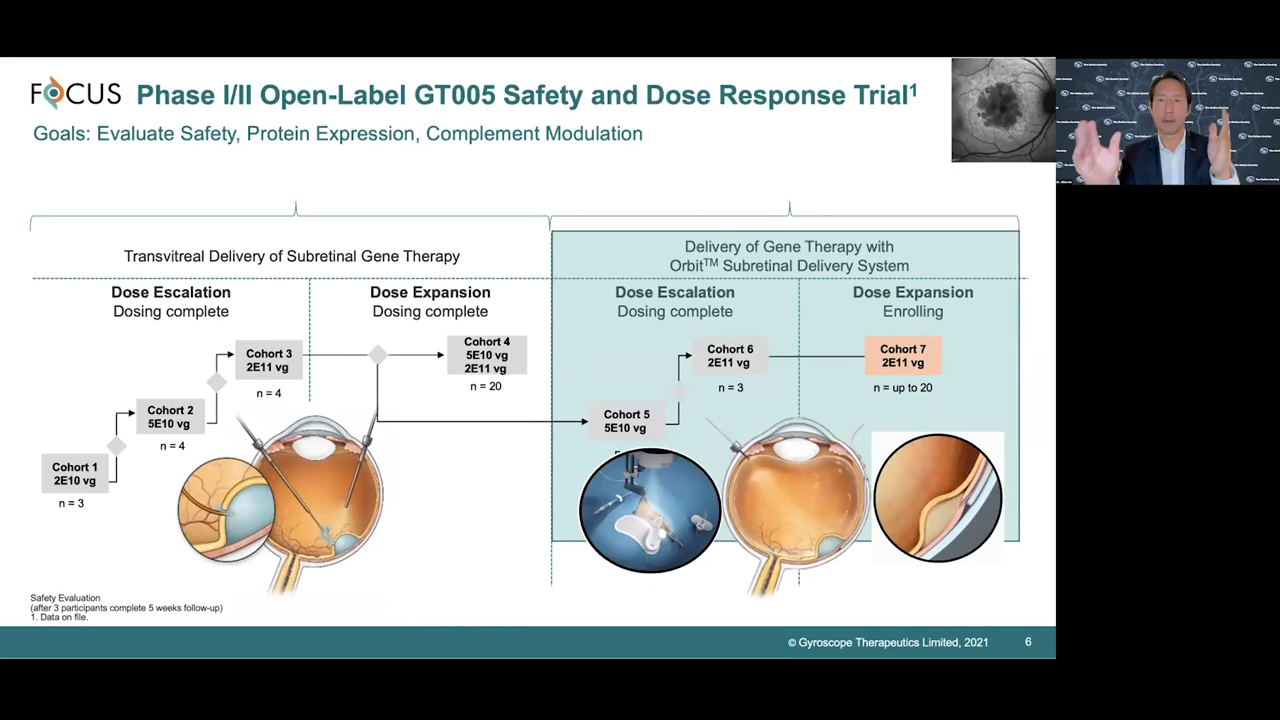 FOCUS
Phase I/II Open-Label GT005 Safety and Dose Response Trial¹
Goals: Evaluate Safety, Protein Expression, Complement Modulation
Transvitreal Delivery of Subretinal Gene Therapy
Dose Escalation
Dosing complete
Dose Expansion
Dosing complete
Cohort 1
2E10 vg
n = 3
Cohort 2
5E10 vg
n = 4
Cohort 3
2E11 vg
n = 4
Cohort 4
5E10 vg
2E11 vg
n = 20
Delivery of Gene Therapy with
Orbit™ Subretinal Delivery System
Dose Escalation
Dosing complete
Dose Expansion
Enrolling
Cohort 5
5E10 vg
Cohort 6
2E11 vg
n = 3
Cohort 7
2E11 vg
n = up to 20
Safety Evaluation
(after 3 participants complete 5 weeks follow-up)
1. Data on file.
© Gyroscope Therapeutics Limited, 2021
6
The Retina Society